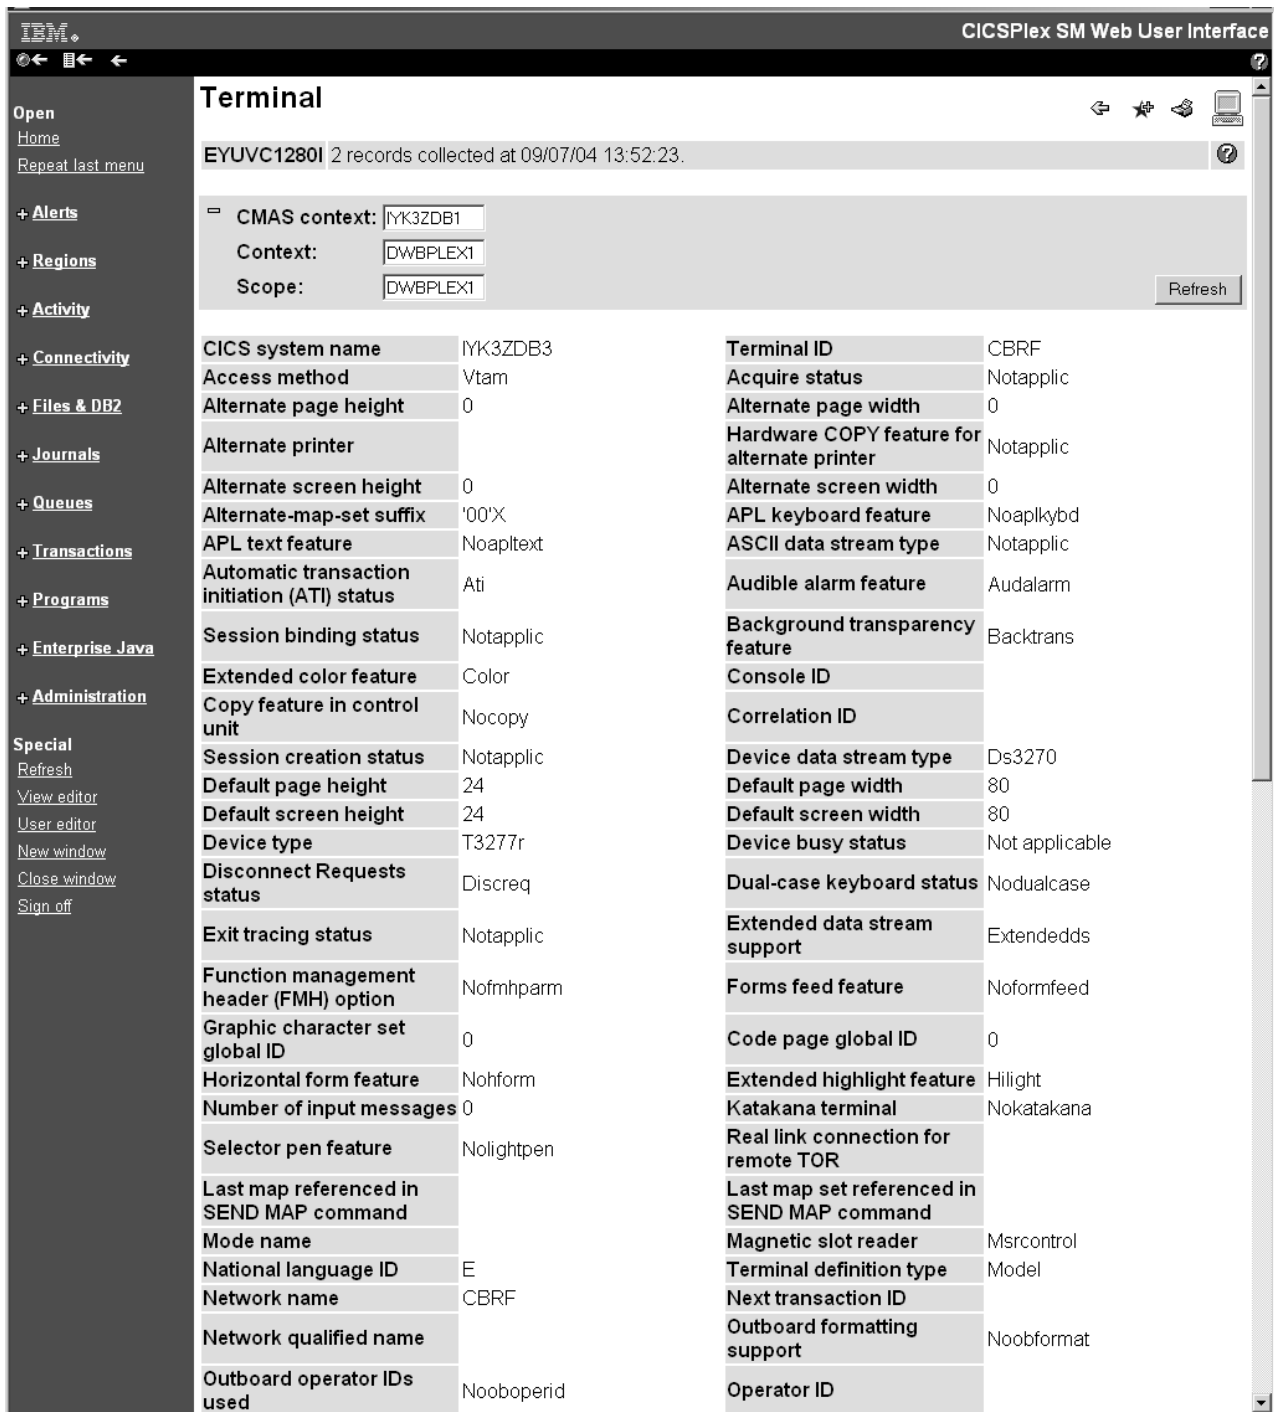 IBM.
CICSPlex SM Web User Interface
Open
Home
Repeat last menu
+ Alerts
+ Regions
+ Activity
+ Connectivity
+ Files & DB2
+ Journals
+ Queues
+ Transactions
+ Programs
+ Enterprise Java
+ Administration
Special
Refresh
View editor
User editor
New window
Close window
Sign off
Terminal
EYUVC1280I 2 records collected at 09/07/04 13:52:23.
CMAS context: IYK3ZDB1
Context: DWBPLEX1
Scope: DWBPLEX1
Refresh
CICS system name IYK3ZDB3 Terminal ID CBRF
Access method Vtam Acquire status Notapplic
Alternate page height 0 Alternate page width 0
Alternate printer Hardware COPY feature for
alternate printer Notapplic
Alternate screen height 0 Alternate screen width 0
Alternate-map-set suffix '00'X APL keyboard feature Noaplkybd
APL text feature Noapltext ASCII data stream type Notapplic
Automatic transaction
initiation (ATI) status Ati Audible alarm feature Audalarm
Session binding status Notapplic Background transparency
feature Backtrans
Extended color feature Color Console ID
Copy feature in control
unit Nocopy Correlation ID
Session creation status Notapplic Device data stream type Ds3270
Default page height 24 Default page width 80
Default screen height 24 Default screen width 80
Device type T3277r Device busy status Not applicable
Disconnect Requests
status Discreq Dual-case keyboard status Nodualcase
Exit tracing status Notapplic Extended data stream
support Extendedds
Function management
header (FMH) option Nofmhparm Forms feed feature Noformfeed
Graphic character set
global ID 0 Code page global ID 0
Horizontal form feature Nohform Extended highlight feature Hilight
Number of input messages 0 Katakana terminal Nokatakana
Selector pen feature Nolightpen Real link connection for
remote TOR
Last map referenced in
SEND MAP command
Last map set referenced in
SEND MAP command
Mode name Magnetic slot reader Msrcontrol
National language ID E Terminal definition type Model
Network name CBRF Next transaction ID
Network qualified name Outboard formatting
support Noobformat
Outboard operator IDs
used Nooboperid Operator ID